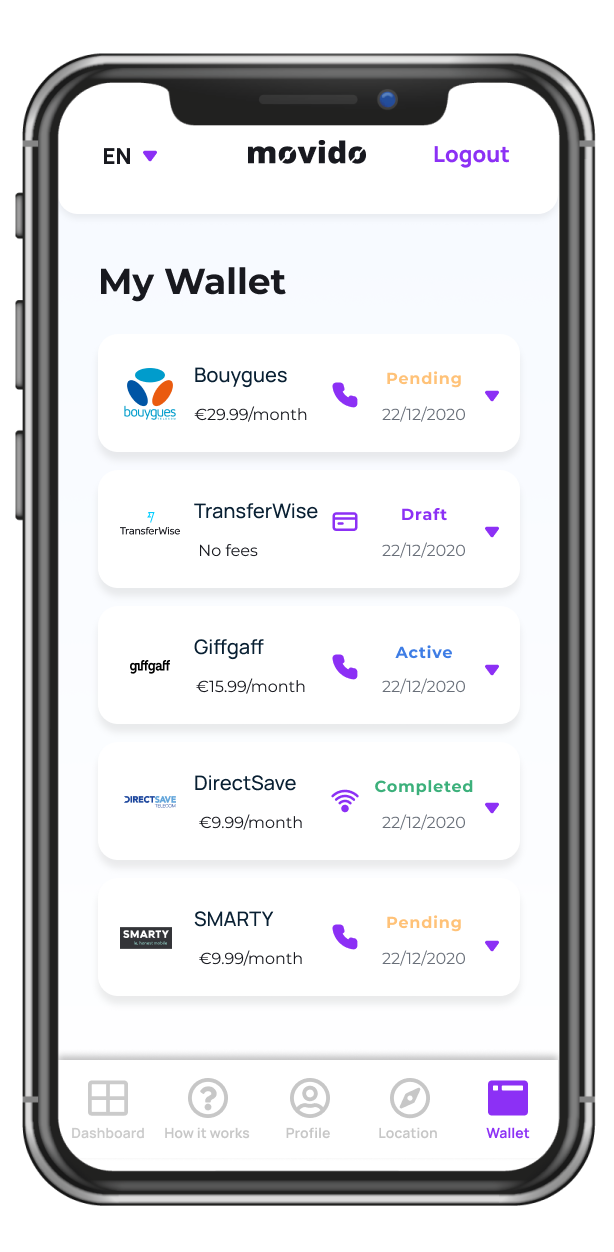 EN
movido
Logout
My Wallet
bouygues
Bouygues
€29.99/month
Pending
22/12/2020
TransferWise
TransferWise
No fees
Draft
22/12/2020
giffgaff
Giffgaff
€15.99/month
Active
22/12/2020
DIRECTSAVE
TELECOM
DirectSave
€9.99/month
Completed
22/12/2020
SMARTY
SMARTY
€9.99/month
Pending
22/12/2020
Dashboard
How it works
Profile
Location
Wallet